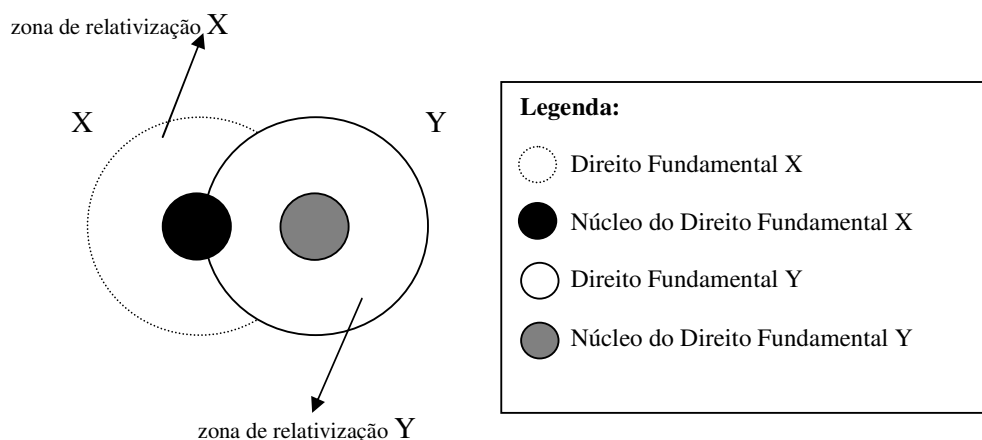 zona de relativização X
X
Y
zona de relativização Y
Legenda:
Direito Fundamental X
Núcleo do Direito Fundamental X
Direito Fundamental Y
Núcleo do Direito Fundamental Y